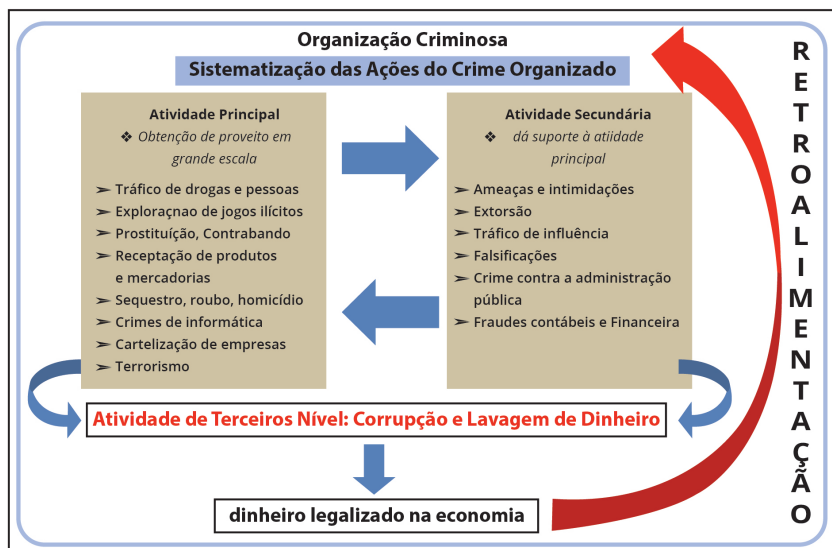 Organização Criminosa
Sistematização das Ações do Crime Organizado
Atividade Principal
❖ Obtenção de proveito em
grande escala
➢ Tráfico de drogas e pessoas
➢ Exploraçnao de jogos ilícitos
➢ Prostituíção, Contrabando
➢ Receptação de produtos
e mercadorias
➢ Sequestro, roubo, homicídio
➢ Crimes de informática
➢ Cartelização de empresas
➢ Terrorismo
Atividade Secundária
❖ dá suporte à atiidade
principal
➢ Ameaças e intimidações
➢ Extorsão
➢ Tráfico de influência
➢ Falsificações
➢ Crime contra a administração
pública
➢ Fraudes contábeis e Financeira
Atividade de Terceiros Nível: Corrupção e Lavagem de Dinheiro
dinheiro legalizado na economia
RETROALIMENTAÇÃO